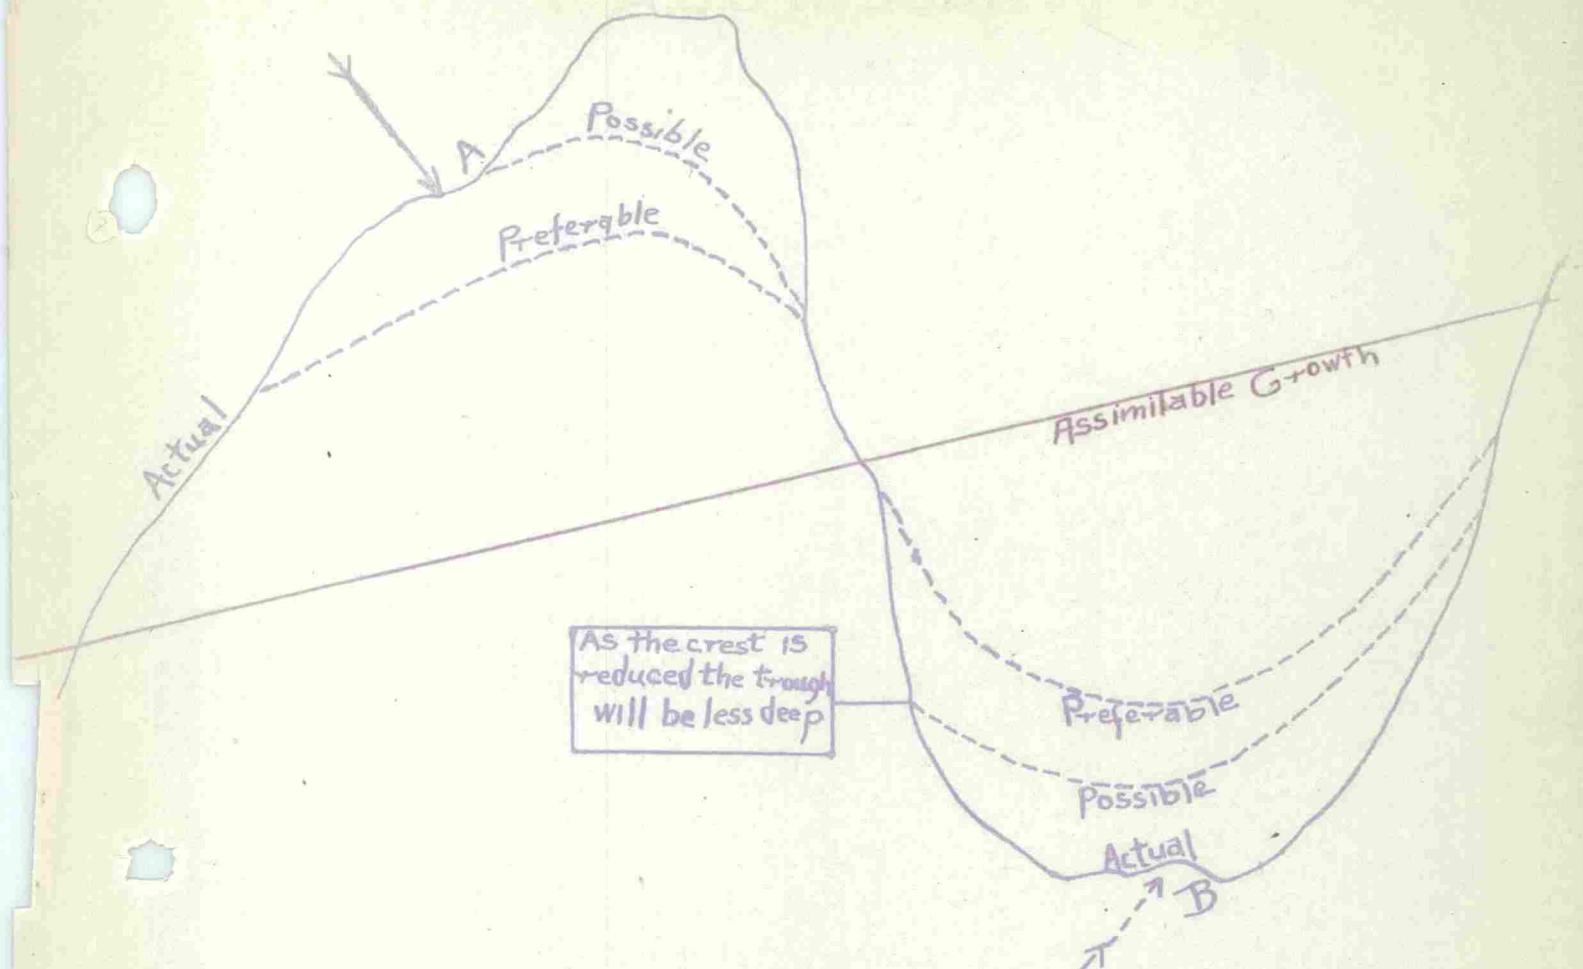 A
Possible
Preferable
Actual
Assimilable Growth
As the crest is
reduced the trough
will be less deep
Preferable
Possible
Actual
B